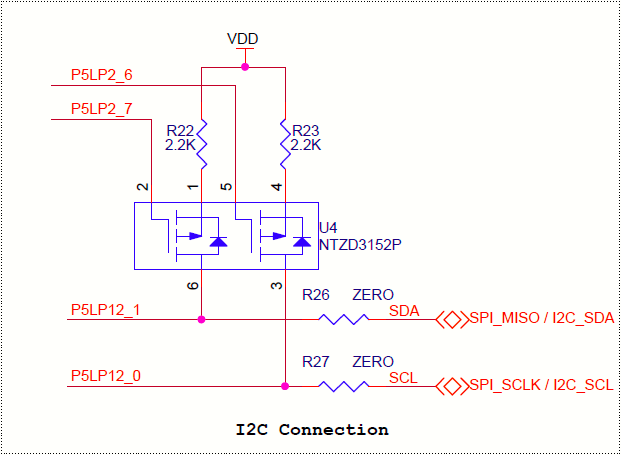 VDD
P5LP2_6
P5LP2_7
R22
2.2K
R23
2.2K
2
1
5
4
U4
NTZD3152P
6
3
R26 ZERO
P5LP12_1
SDA
SPI_MISO / I2C_SDA
R27 ZERO
P5LP12_0
SCL
SPI_SCLK / I2C_SCL
I2C Connection